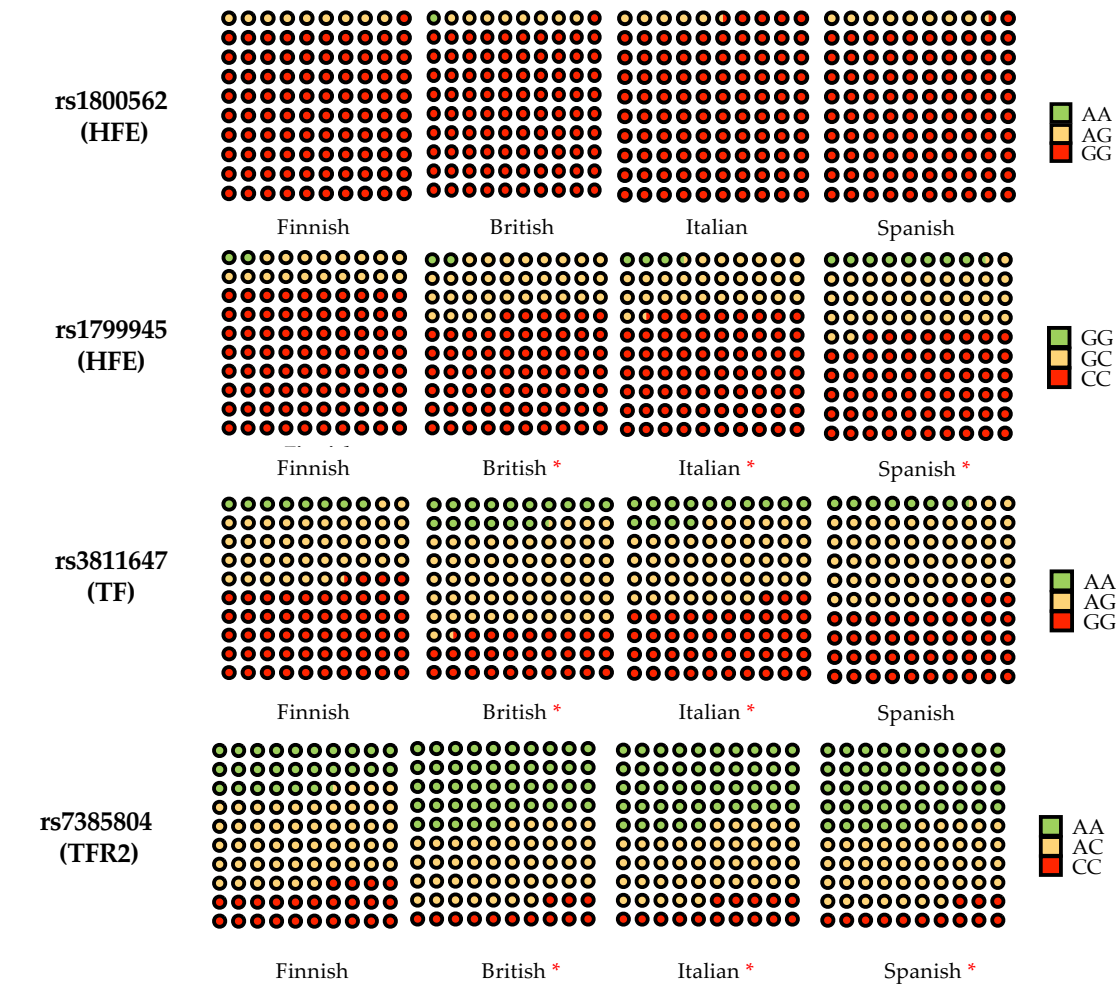 rs1800562
(HFE)
AA
AG
GG
Finnish
British
Italian
Spanish
rs1799945
(HFE)
GG
GC
CC
Finnish
British *
Italian *
Spanish *
rs3811647
(TF)
AA
AG
GG
Finnish
British *
Italian *
Spanish
rs7385804
(TFR2)
AA
AC
CC
Finnish
British *
Italian *
Spanish *